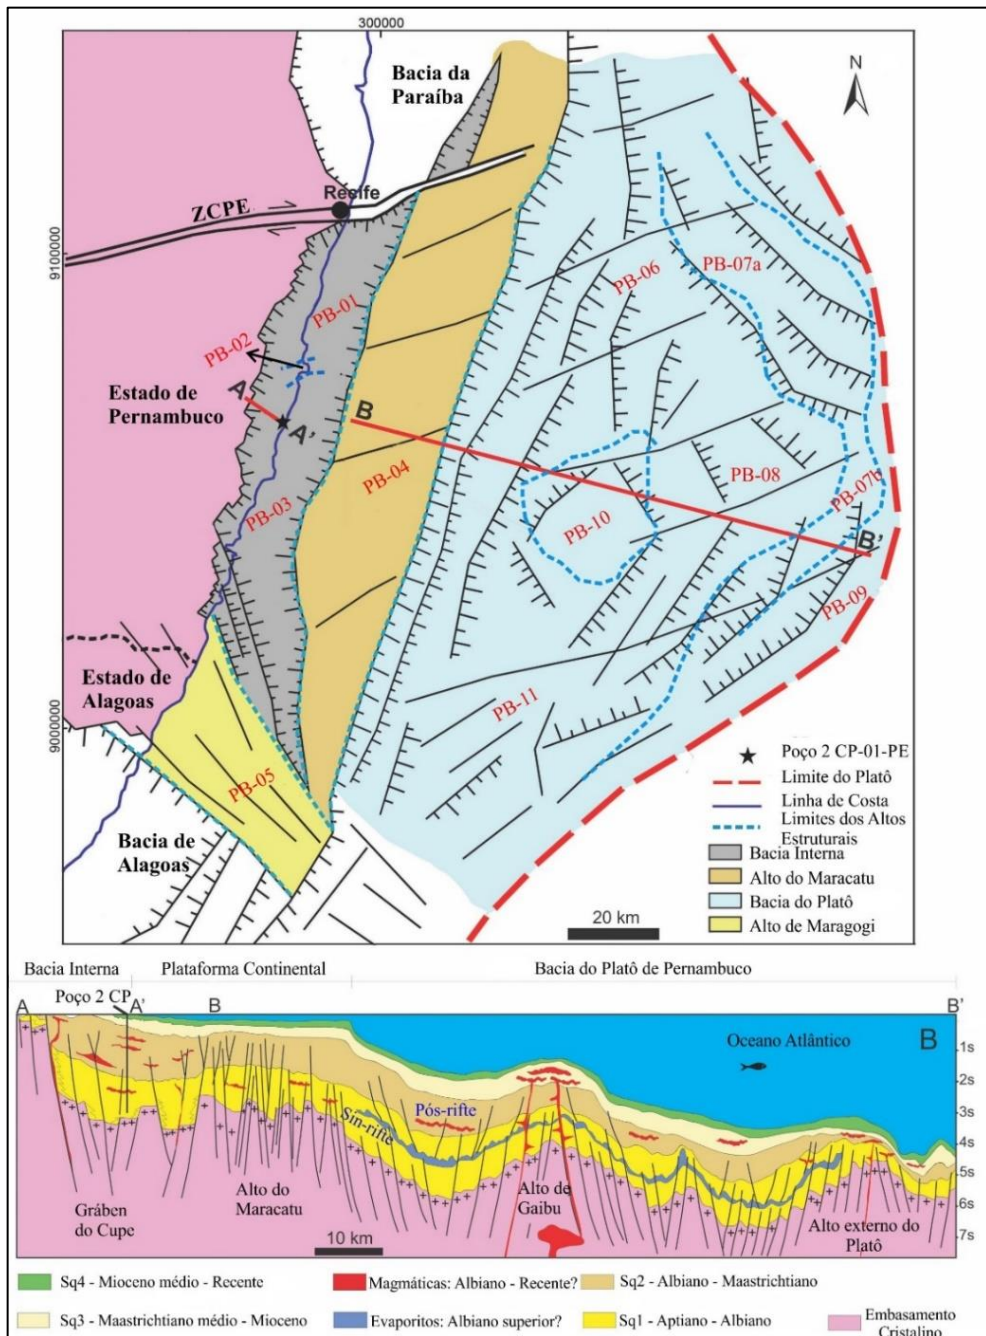 300000
Bacia da
Paraíba
N
Recife
ZCPE
9100000
PB-01
PB-06
PB-07a
PB-02
Estado de
Pernambuco
A
A'
B
PB-04
PB-03
PB-08
PB-07b
PB-10
B'
PB-09
Estado de
Alagoas
PB-11
9000000
PB-05
Bacia de
Alagoas
Poço 2 CP-01-PE
Limite do Platô
Linha de Costa
Limites dos Altos
Estruturais
Bacia Interna
Alto do Maracatu
Bacia do Platô
Alto de Maragogi
20 km
Bacia Interna Plataforma Continental Bacia do Platô de Pernambuco
Poço 2 CP
A A' B B'
Oceano Atlântico B
1s
2s
3s
4s
5s
6s
7s
Pós-rifte
Sin-rifte
Gráben
do Cupe
Alto do
Maracatu
Alto de
Gaibu
Alto externo do
Platô
10 km
Sq4 - Mioceno médio - Recente Magmáticas: Albiano - Recente? Sq2 - Albiano - Maastrichtiano
Sq3 - Maastrichtiano médio - Mioceno Evaporitos: Albiano superior? Sq1 - Aptiano - Albiano Embasamento
Cristalino